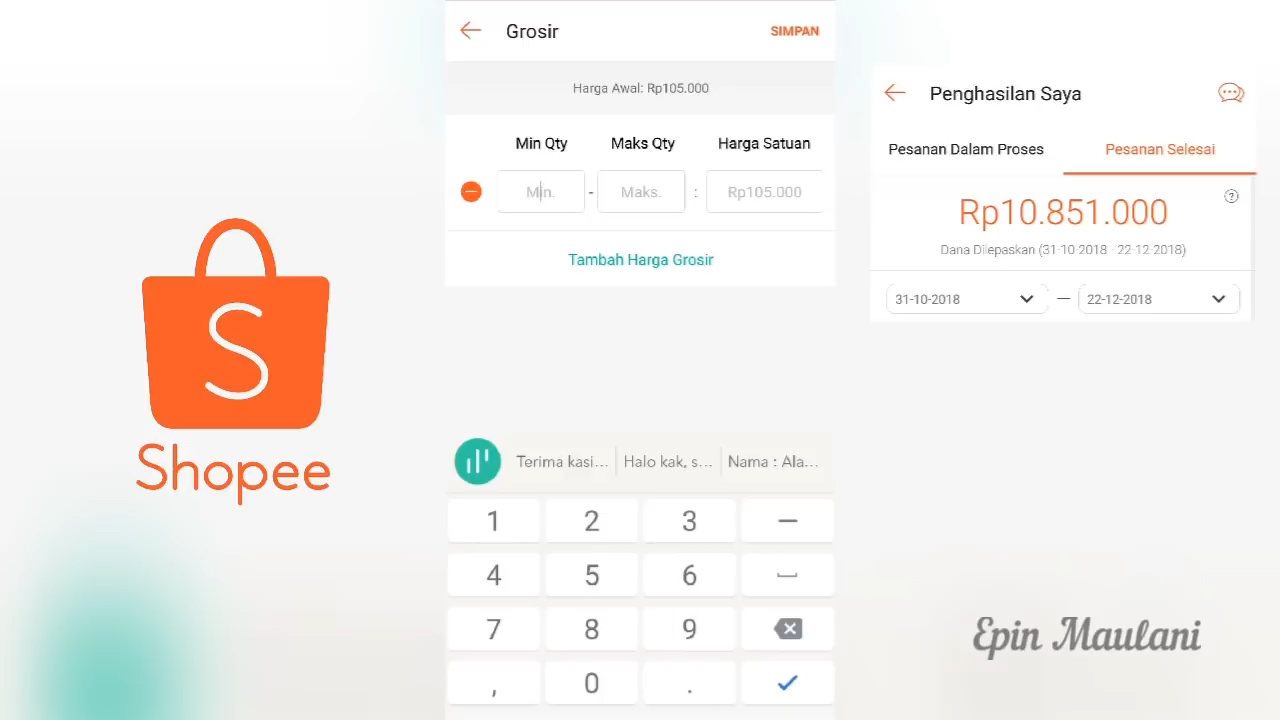 S
Shopee
Grosir
SIMPAN
Harga Awal: Rp105.000
Min Qty
Maks Qty
Harga Satuan
Min.
-
Maks.
:
Rp105.000
Tambah Harga Grosir
Terima kasi...
Halo kak, s...
Nama : Ala...
1 2 3 –
4 5 6
7 8 9
, 0 .
Penghasilan Saya
Pesanan Dalam Proses
Pesanan Selesai
Rp10.851.000
?
Dana Dilepaskan (31-10-2018 - 22-12-2018)
31-10-2018 — 22-12-2018
Epin Maulani